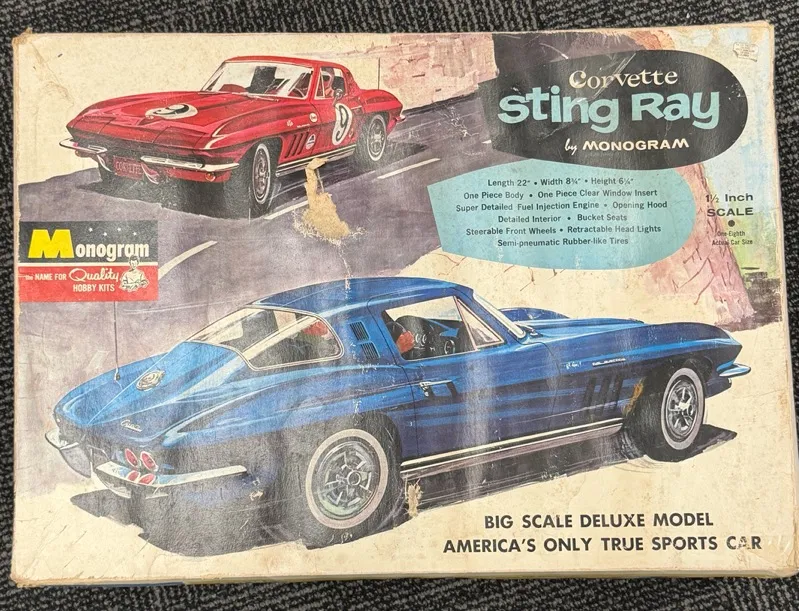 Corvette
Sting Ray
by MONOGRAM
Length 22" • Width 8¼" • Height 6¼"
One Piece Body • One Piece Clear Window Insert
Super Detailed Fuel Injection Engine • Opening Hood
Detailed Interior • Bucket Seats
Steerable Front Wheels • Retractable Head Lights
Semi-pneumatic Rubber-like Tires
1½ Inch
SCALE
One-Eighth
Actual Car Size
9
9
Monogram
the NAME FOR Quality
HOBBY KITS
BIG SCALE DELUXE MODEL
AMERICA'S ONLY TRUE SPORTS CAR